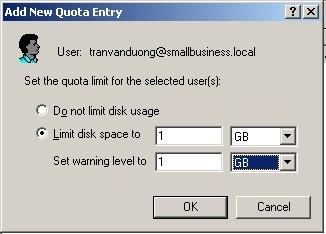 Add New Quota Entry
User: tranvanduong@smallbusiness.local
Set the quota limit for the selected user(s):
Do not limit disk usage
Limit disk space to 1 GB
Set warning level to 1 GB
OK Cancel